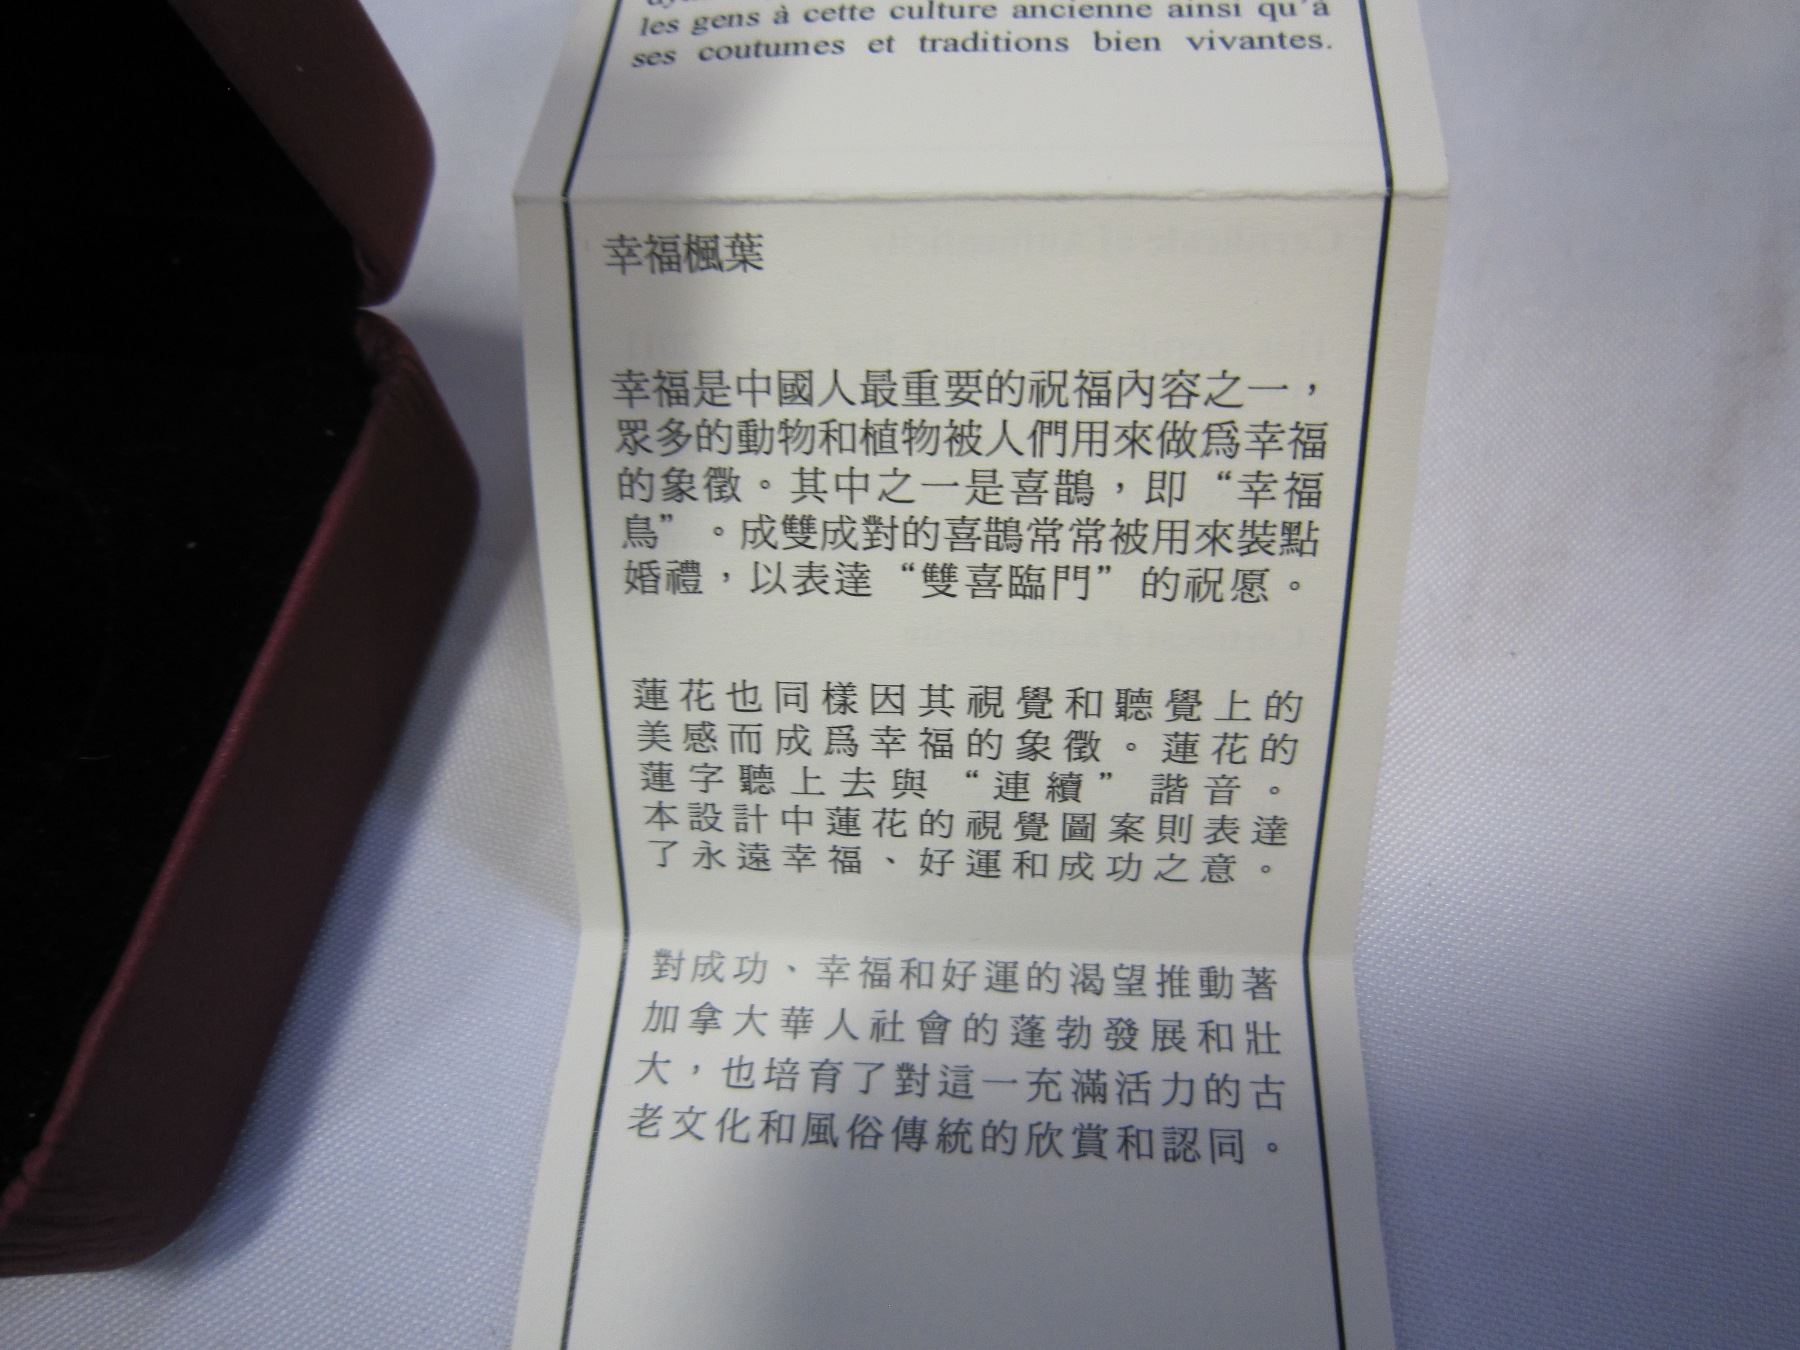 les gens à cette culture ancienne ainsi qu'à
ses coutumes et traditions bien vivantes.
幸福楓葉
幸福是中國人最重要的祝福內容之一，
眾多的動物和植物被人們用來做爲幸福
的象徵。其中之一是喜鵲，即“幸福
鳥”。成雙成對的喜鵲常常被用來裝點
婚禮，以表達“雙喜臨門”的祝愿。
蓮花也同樣因其視覺和聽覺上的
美感而成爲幸福的象徵。蓮花的
蓮字聽上去與“連續”諧音。
本設計中蓮花的視覺圖案則表達
了永遠幸福、好運和成功之意。
對成功、幸福和好運的渴望推動著
加拿大華人社會的蓬勃發展和壯
大，也培育了對這一充滿活力的古
老文化和風俗傳統的欣賞和認同。